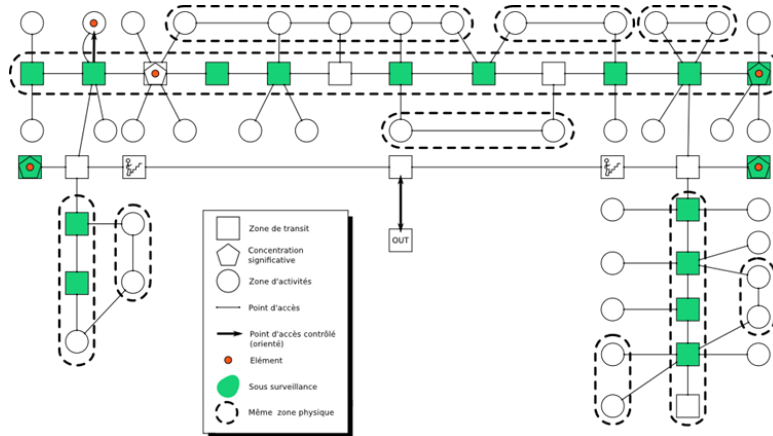 OUT
Zone de transit
Concentration
significative
Zone d'activités
Point d'accès
Point d'accès contrôlé
(orienté)
Elément
Sous surveillance
Même zone physique